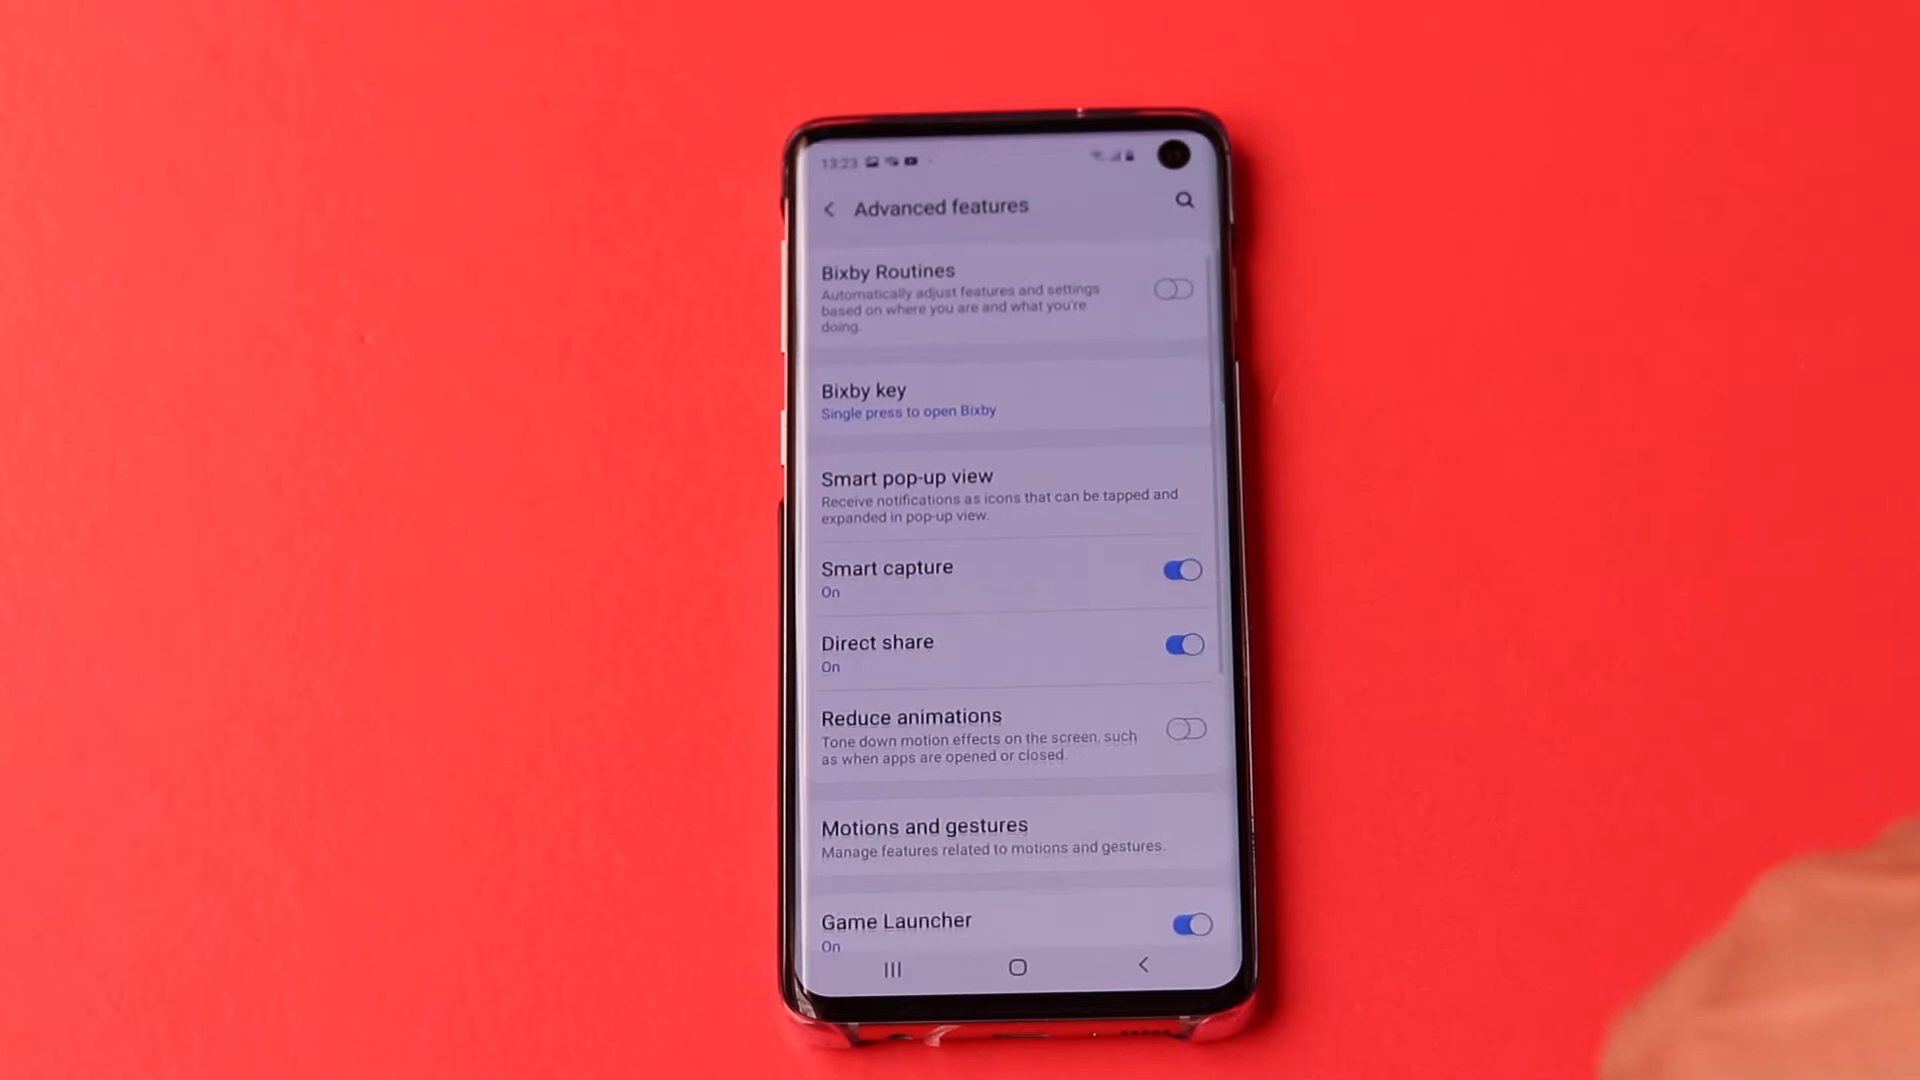 13:23
Advanced features
Bixby Routines
Automatically adjust features and settings
based on where you are and what you're
doing.
Bixby key
Single press to open Bixby
Smart pop-up view
Receive notifications as icons that can be tapped and
expanded in pop-up view.
Smart capture
On
Direct share
On
Reduce animations
Tone down motion effects on the screen, such
as when apps are opened or closed.
Motions and gestures
Manage features related to motions and gestures.
Game Launcher
On